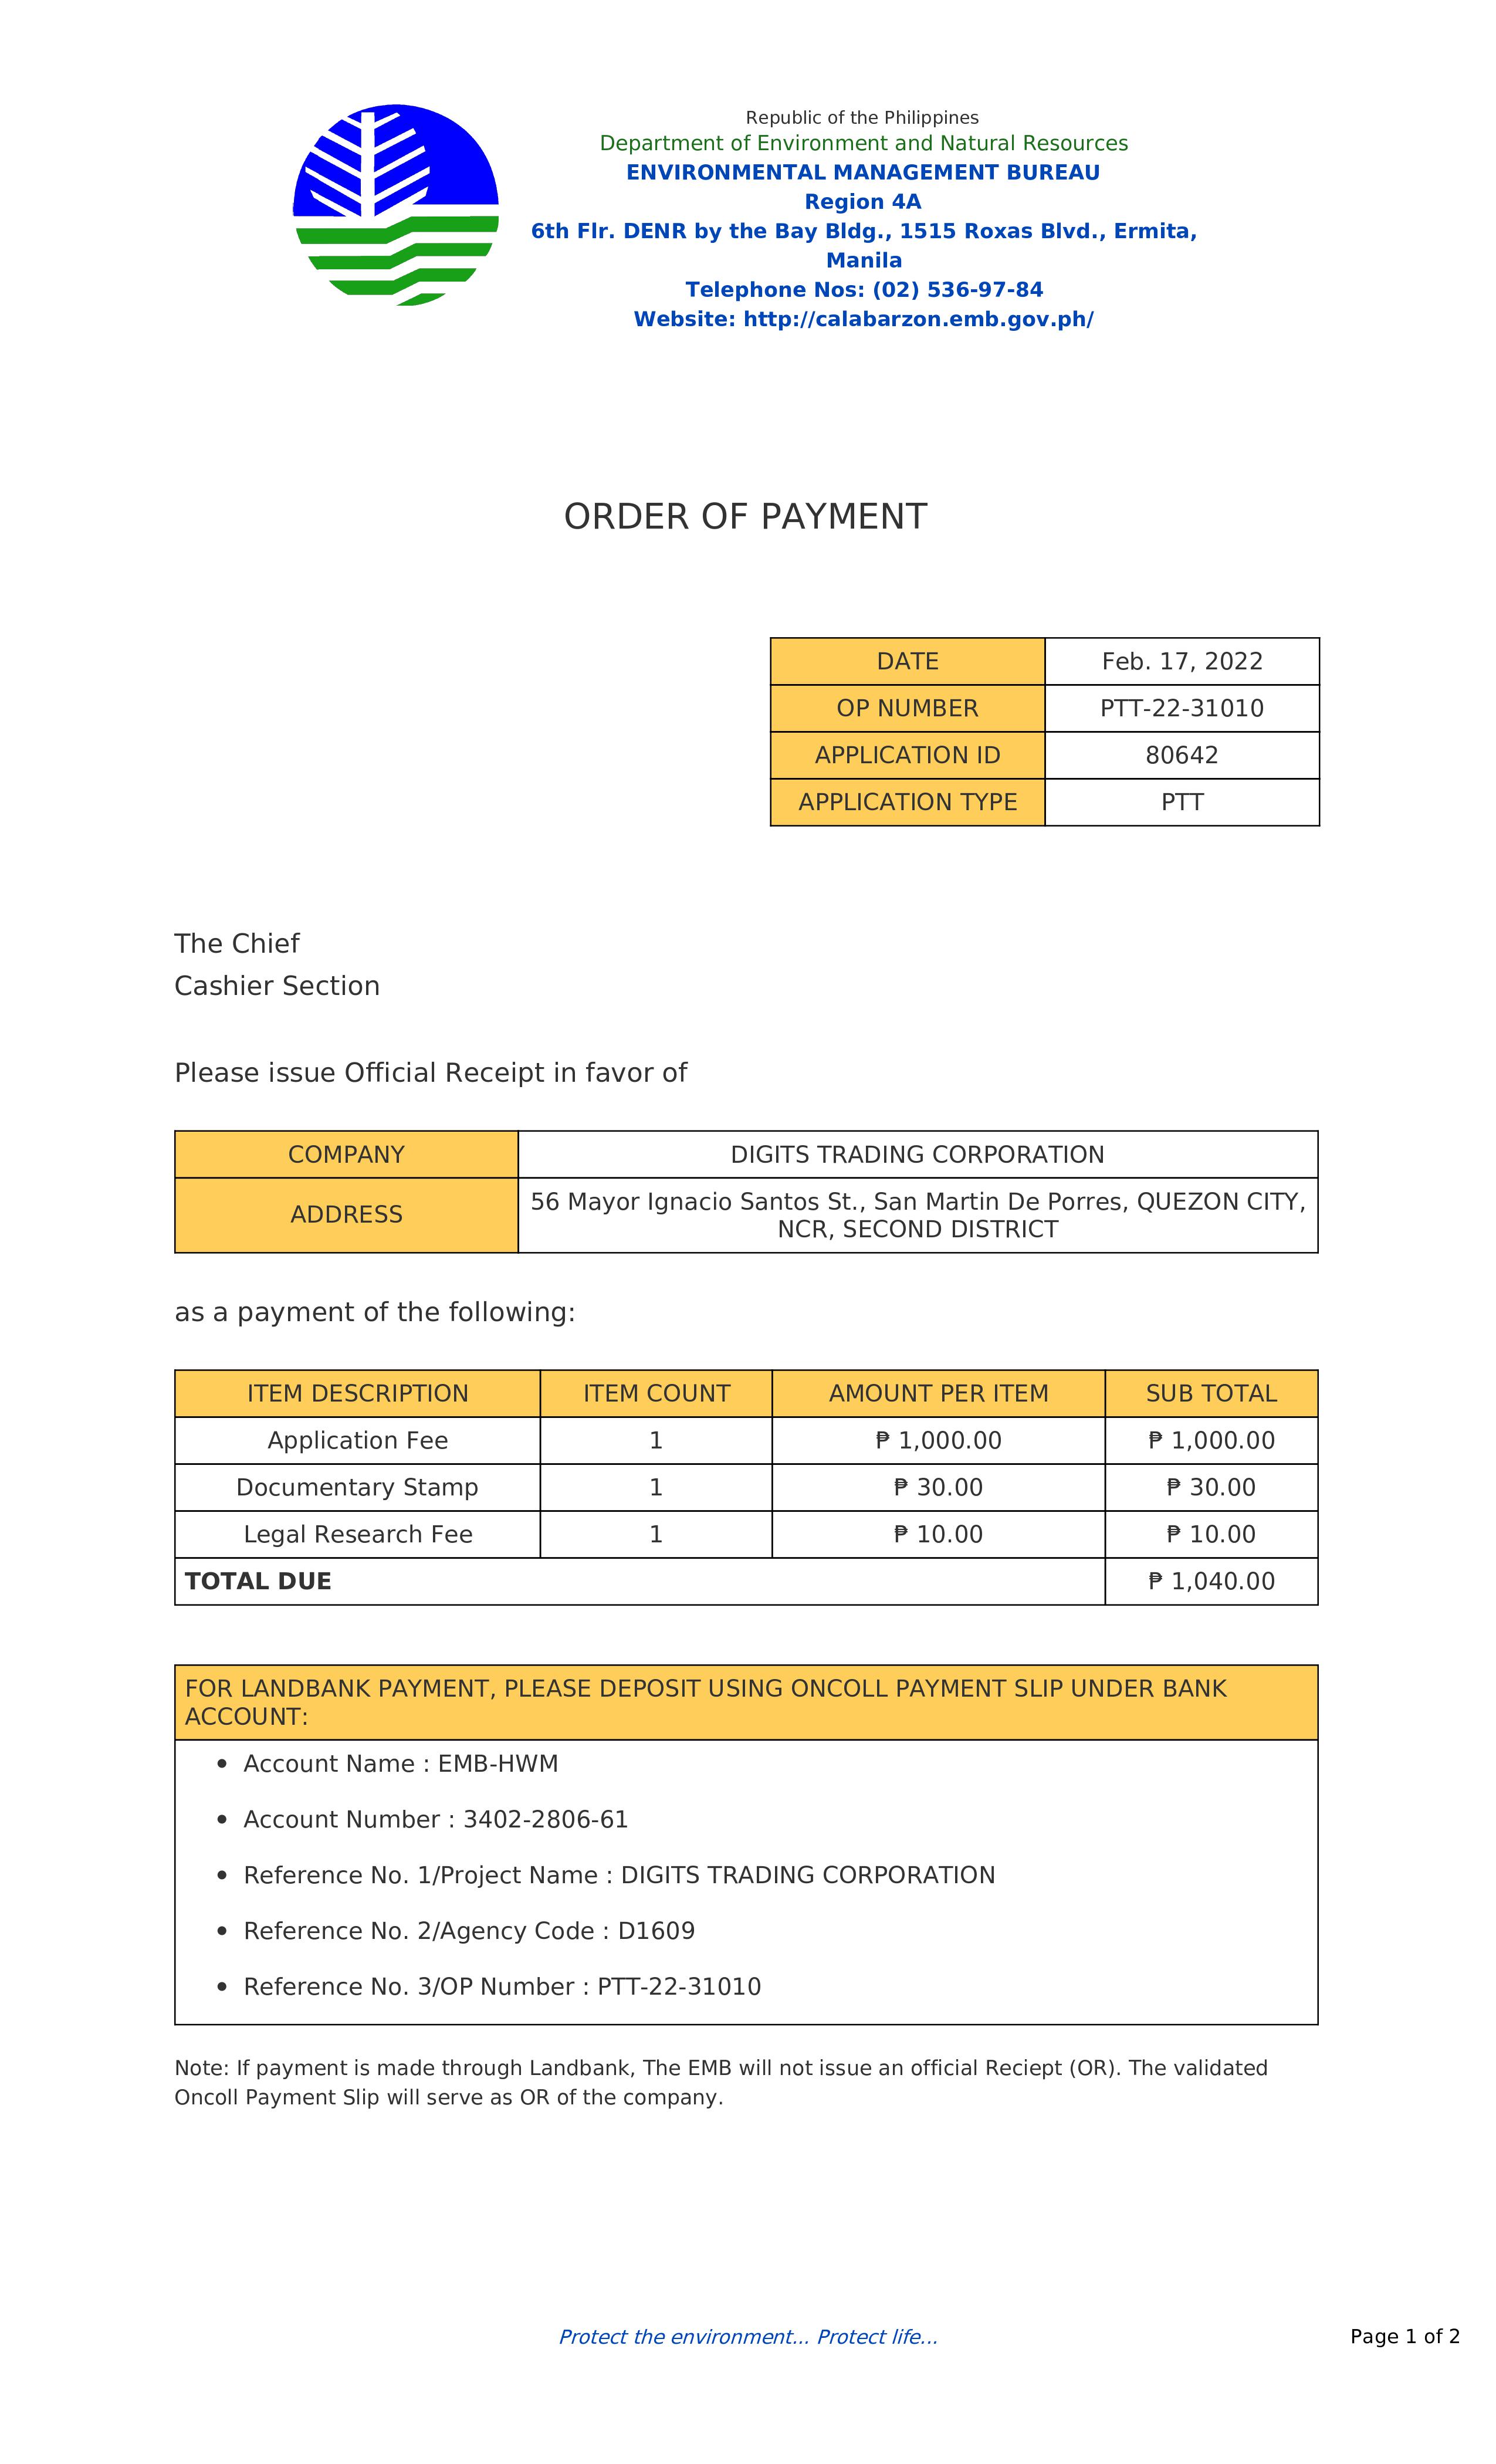 Republic of the Philippines
Department of Environment and Natural Resources
ENVIRONMENTAL MANAGEMENT BUREAU
Region 4A
6th Flr. DENR by the Bay Bldg., 1515 Roxas Blvd., Ermita,
Manila
Telephone Nos: (02) 536-97-84
Website: http://calabarzon.emb.gov.ph/
ORDER OF PAYMENT
DATE Feb. 17, 2022
OP NUMBER PTT-22-31010
APPLICATION ID 80642
APPLICATION TYPE PTT
The Chief
Cashier Section
Please issue Official Receipt in favor of
COMPANY DIGITS TRADING CORPORATION
ADDRESS 56 Mayor Ignacio Santos St., San Martin De Porres, QUEZON CITY,
NCR, SECOND DISTRICT
as a payment of the following:
ITEM DESCRIPTION ITEM COUNT AMOUNT PER ITEM SUB TOTAL
Application Fee 1 ₱ 1,000.00 ₱ 1,000.00
Documentary Stamp 1 ₱ 30.00 ₱ 30.00
Legal Research Fee 1 ₱ 10.00 ₱ 10.00
TOTAL DUE ₱ 1,040.00
FOR LANDBANK PAYMENT, PLEASE DEPOSIT USING ONCOLL PAYMENT SLIP UNDER BANK
ACCOUNT:
• Account Name : EMB-HWM
• Account Number : 3402-2806-61
• Reference No. 1/Project Name : DIGITS TRADING CORPORATION
• Reference No. 2/Agency Code : D1609
• Reference No. 3/OP Number : PTT-22-31010
Note: If payment is made through Landbank, The EMB will not issue an official Reciept (OR). The validated
Oncoll Payment Slip will serve as OR of the company.
Protect the environment... Protect life...
Page 1 of 2